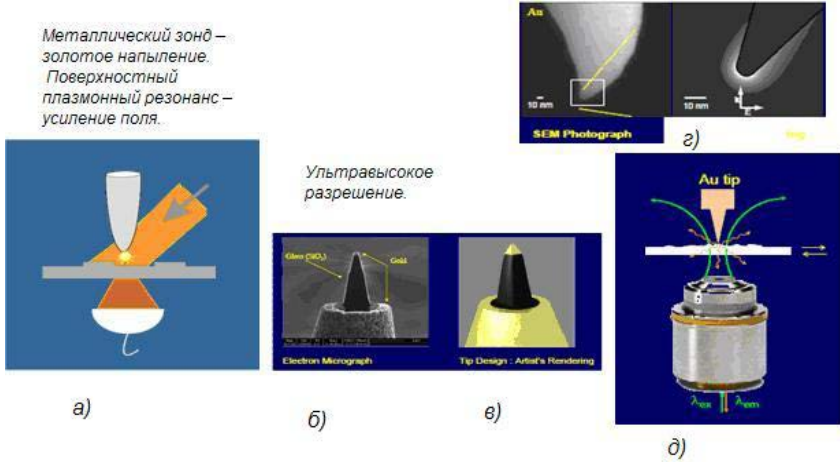 Металлический зонд –
золотое напыление.
Поверхностный
плазмонный резонанс –
усиление поля.
Au
10 nm
10 nm
E
SEM Photograph
г)
Ультравысокое
разрешение.
Glass (SiO₂)
Gold
Electron Micrograph
Tip Design : Artist's Rendering
Au tip
λex
λem
а)
б)
в)
д)